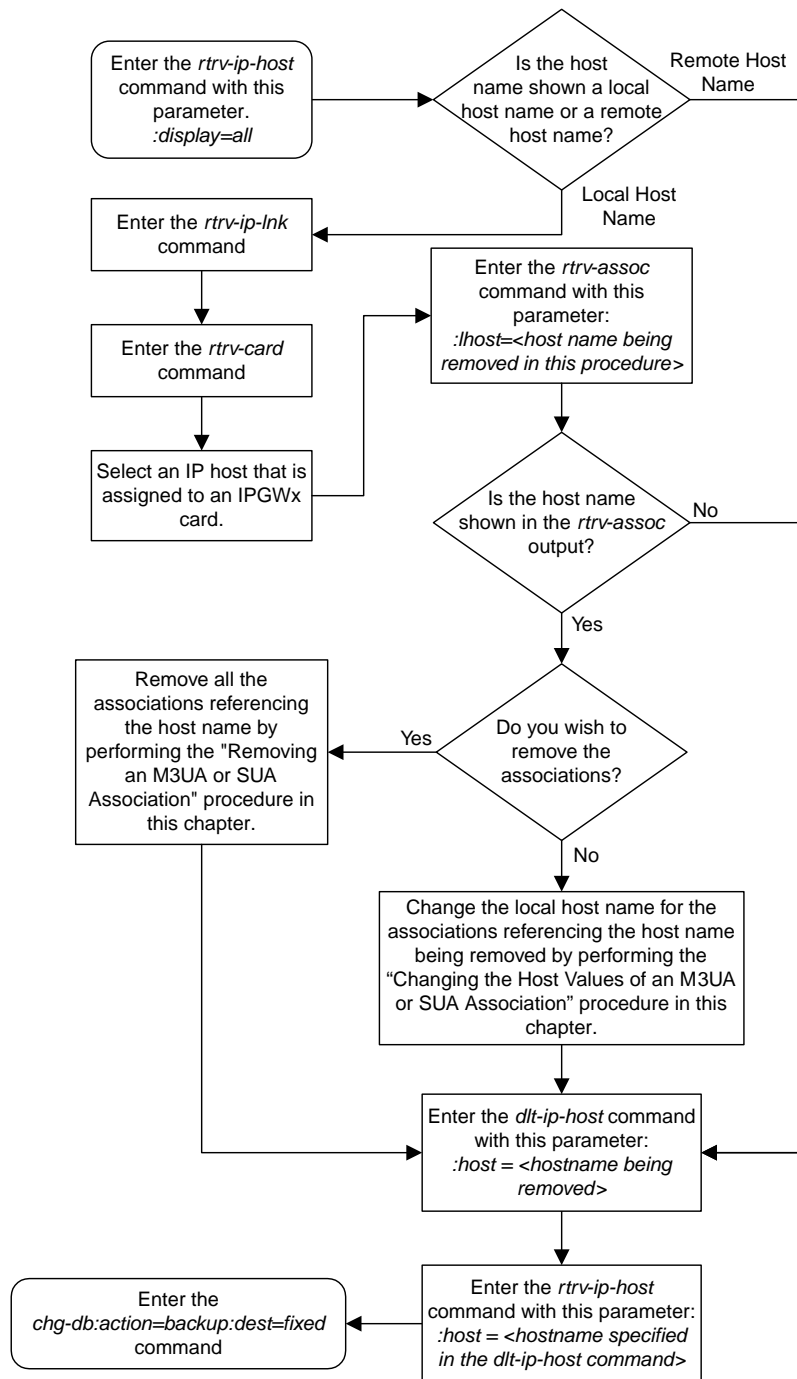 Enter the rtrv-ip-host
command with this
parameter.
:display=all
Is the host
name shown a local
host name or a remote
host name?
Remote Host
Name
Local Host
Name
Enter the rtrv-ip-lnk
command
Enter the rtrv-card
command
Select an IP host that is
assigned to an IPGWx
card.
Enter the rtrv-assoc
command with this
parameter:
:lhost=<host name being
removed in this procedure>
Is the host name
shown in the rtrv-assoc
output?
No
Yes
Do you wish to
remove the
associations?
Yes
No
Remove all the
associations referencing
the host name by
performing the "Removing
an M3UA or SUA
Association" procedure in
this chapter.
Change the local host name for the
associations referencing the host name
being removed by performing the
“Changing the Host Values of an M3UA
or SUA Association” procedure in this
chapter.
Enter the dlt-ip-host command
with this parameter:
:host = <hostname being
removed>
Enter the rtrv-ip-host
command with this parameter:
:host = <hostname specified
in the dlt-ip-host command>
Enter the
chg-db:action=backup:dest=fixed
command